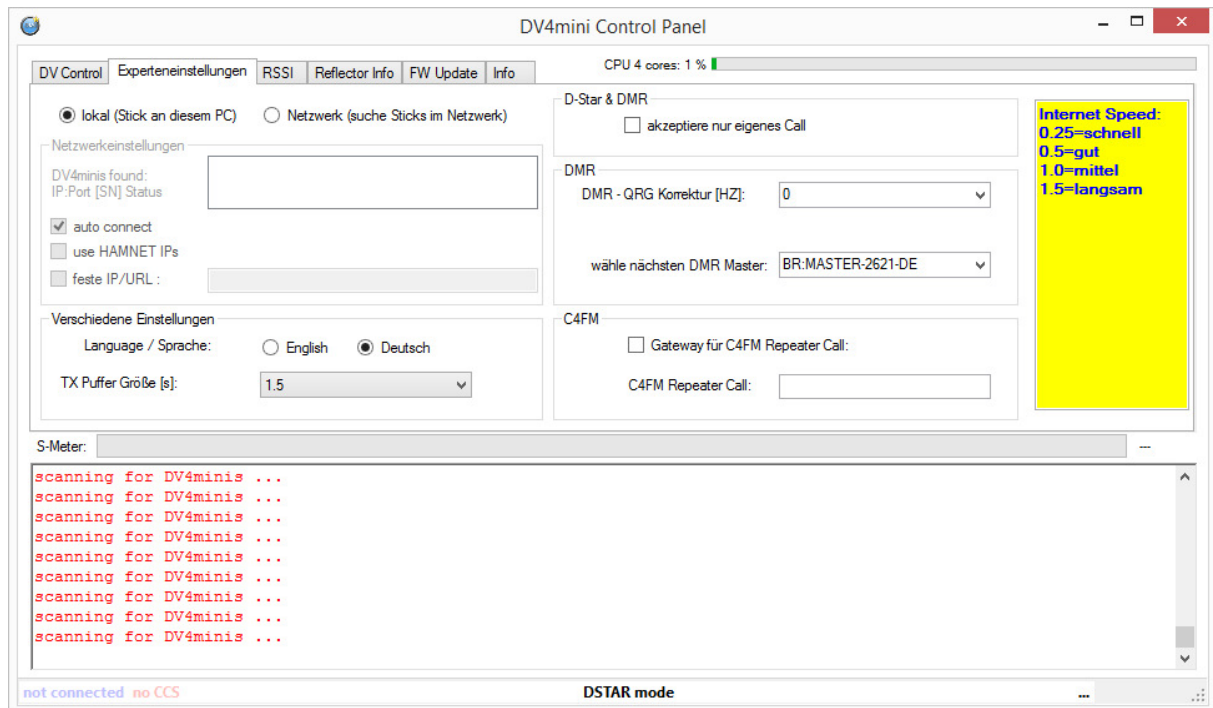 DV4mini Control Panel
DV Control
Experteneinstellungen
RSSI
Reflector Info
FW Update
Info
CPU 4 cores: 1 %
lokal (Stick an diesem PC)
Netzwerk (suche Sticks im Netzwerk)
Netzwerkeinstellungen
DV4minis found:
IP:Port [SN] Status
auto connect
use HAMNET IPs
feste IP/URL :
Verschiedene Einstellungen
Language / Sprache:
English
Deutsch
TX Puffer Größe [s]:
1.5
D-Star & DMR
akzeptiere nur eigenes Call
DMR
DMR - QRG Korrektur [HZ]:
0
wähle nächsten DMR Master:
BR:MASTER-2621-DE
C4FM
Gateway für C4FM Repeater Call:
C4FM Repeater Call:
Internet Speed:
0.25=schnell
0.5=gut
1.0=mittel
1.5=langsam
S-Meter:
---
scanning for DV4minis ...
scanning for DV4minis ...
scanning for DV4minis ...
scanning for DV4minis ...
scanning for DV4minis ...
scanning for DV4minis ...
scanning for DV4minis ...
scanning for DV4minis ...
scanning for DV4minis ...
not connected no CCS
DSTAR mode
...